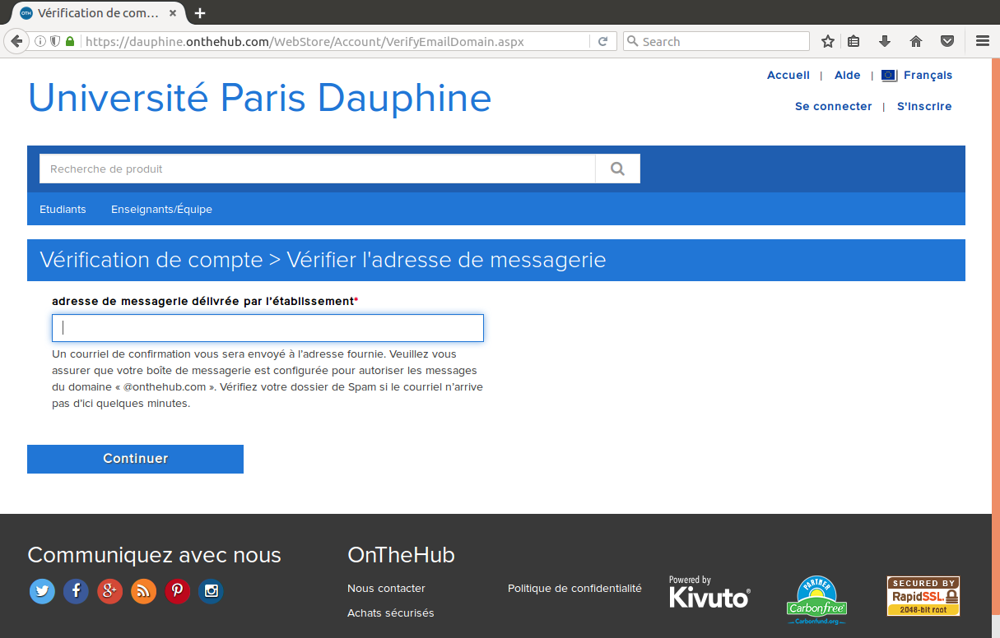 OTH Vérification de com...
https://dauphine.onthehub.com/WebStore/Account/VerifyEmailDomain.aspx
Search
Université Paris Dauphine
Accueil | Aide | Français
Se connecter | S'inscrire
Recherche de produit
Etudiants Enseignants/Équipe
Vérification de compte > Vérifier l'adresse de messagerie
adresse de messagerie délivrée par l'établissement*
Un courriel de confirmation vous sera envoyé à l'adresse fournie. Veuillez vous
assurer que votre boîte de messagerie est configurée pour autoriser les messages
du domaine « @onthehub.com ». Vérifiez votre dossier de Spam si le courriel n'arrive
pas d'ici quelques minutes.
Continuer
Communiquez avec nous
OnTheHub
Nous contacter
Politique de confidentialité
Achats sécurisés
Powered by
Kivuto®
PARTNER
Carbonfree®
Carbonfund.org
SECURED BY
RapidSSL.
2048-bit root